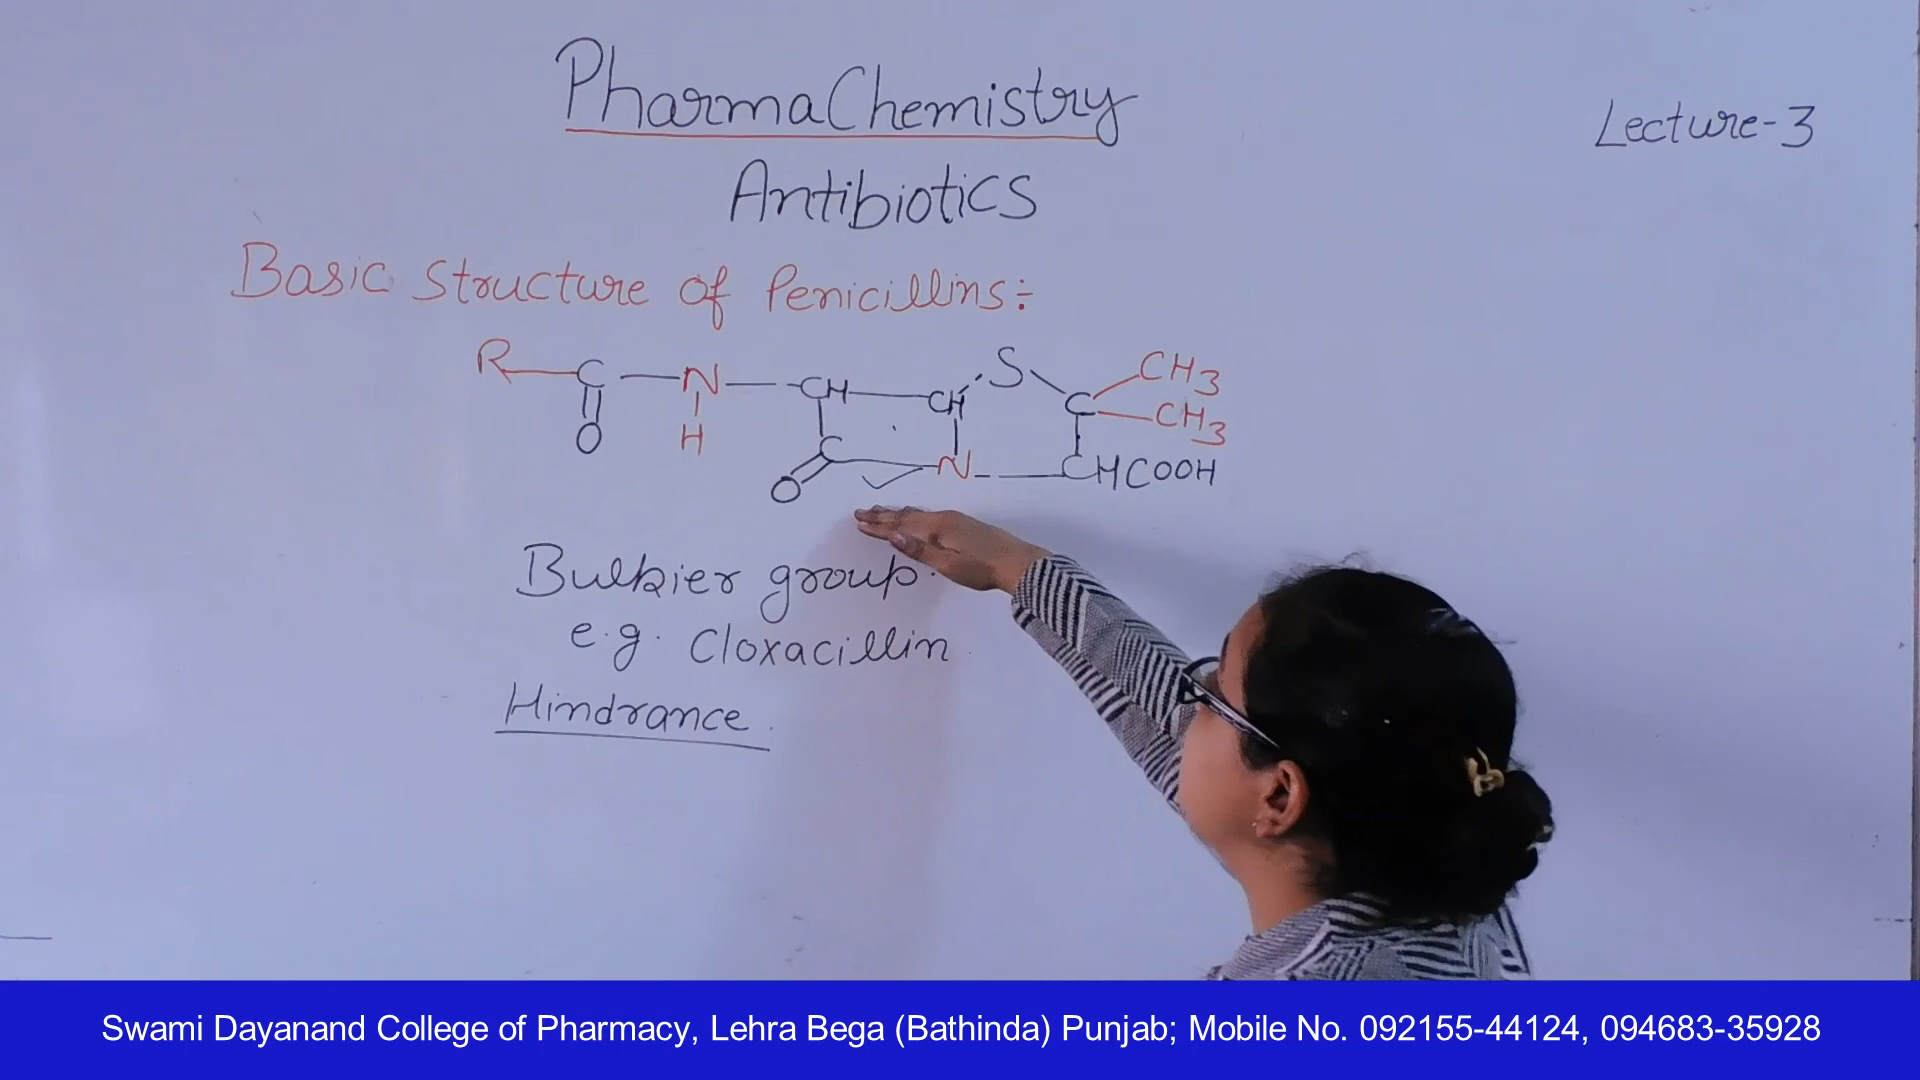 PharmaChemistry
Lecture-3
Antibiotics
Basic Structure of Penicillins:
R C N CH CH S C CH3
CH3
O H C N CHCOOH
O
Bulkier group.
e.g. Cloxacillin
Hindrance.
Swami Dayanand College of Pharmacy, Lehra Bega (Bathinda) Punjab; Mobile No. 092155-44124, 094683-35928